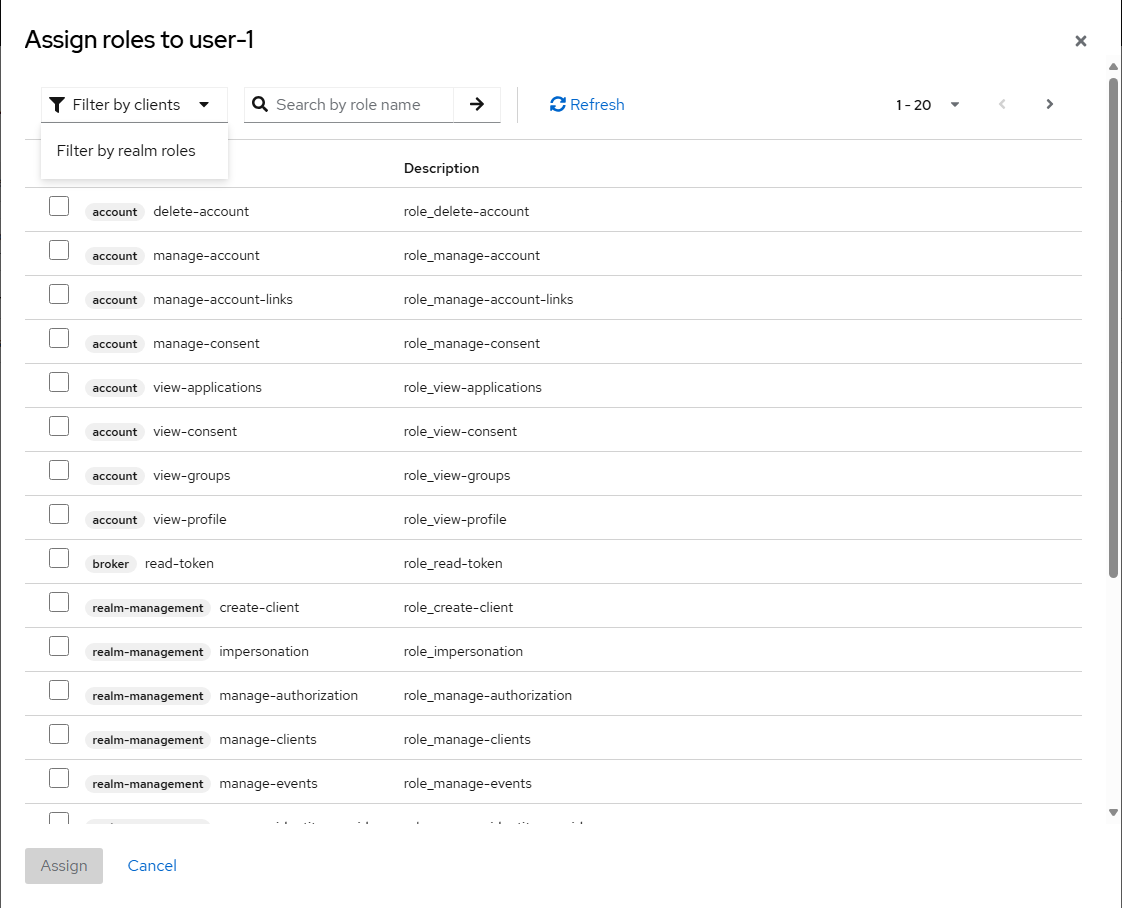 Assign roles to user-1
Filter by clients Search by role name Refresh 1 - 20
Filter by realm roles
Description
account delete-account role_delete-account
account manage-account role_manage-account
account manage-account-links role_manage-account-links
account manage-consent role_manage-consent
account view-applications role_view-applications
account view-consent role_view-consent
account view-groups role_view-groups
account view-profile role_view-profile
broker read-token role_read-token
realm-management create-client role_create-client
realm-management impersonation role_impersonation
realm-management manage-authorization role_manage-authorization
realm-management manage-clients role_manage-clients
realm-management manage-events role_manage-events
Assign Cancel